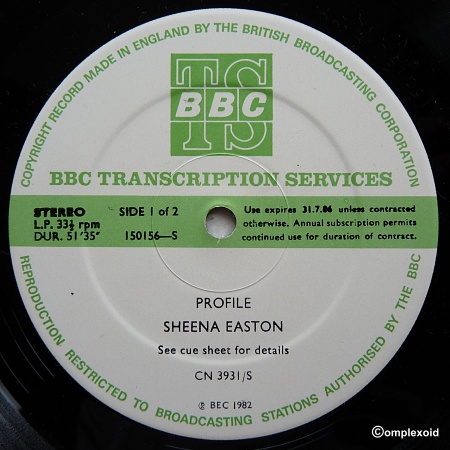 COPYRIGHT RECORD MADE IN ENGLAND BY THE BRITISH BROADCASTING CORPORATION
TS
BBC
BBC TRANSCRIPTION SERVICES
STEREO
L.P. 33⅓ rpm
DUR. 51'35"
SIDE 1 of 2
150156—S
Use expires 31.7.86 unless contracted
otherwise. Annual subscription permits
continued use for duration of contract.
PROFILE
SHEENA EASTON
See cue sheet for details
CN 3931/S
℗ BEC 1982
REPRODUCTION RESTRICTED TO BROADCASTING STATIONS AUTHORISED BY THE BBC
©omplexoid